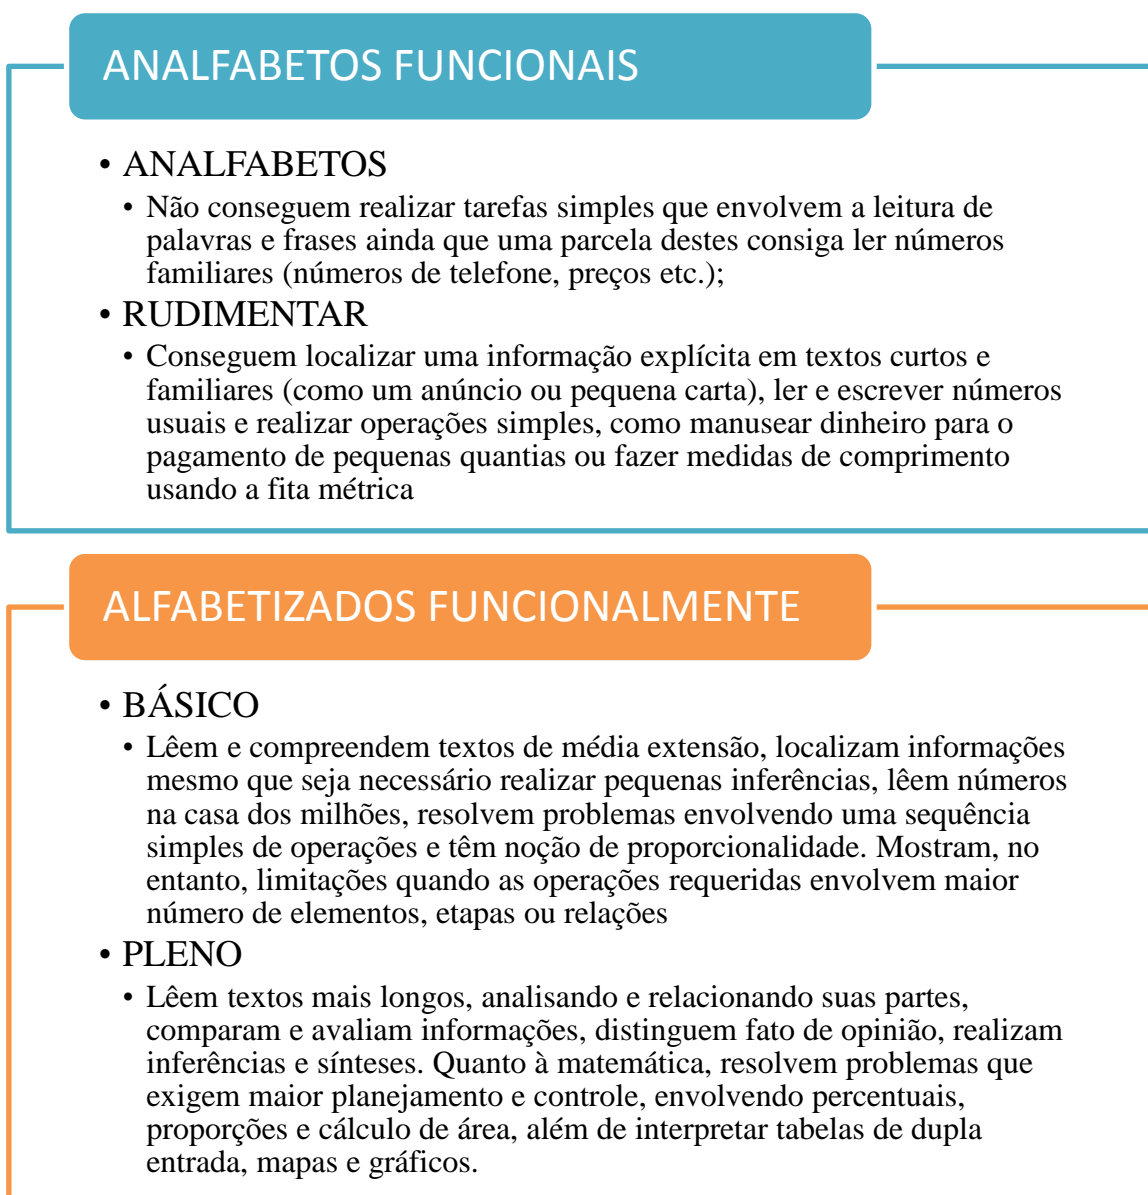 ANALFABETOS FUNCIONAIS
• ANALFABETOS
• Não conseguem realizar tarefas simples que envolvem a leitura de
palavras e frases ainda que uma parcela destes consiga ler números
familiares (números de telefone, preços etc.);
• RUDIMENTAR
• Conseguem localizar uma informação explícita em textos curtos e
familiares (como um anúncio ou pequena carta), ler e escrever números
usuais e realizar operações simples, como manusear dinheiro para o
pagamento de pequenas quantias ou fazer medidas de comprimento
usando a fita métrica
ALFABETIZADOS FUNCIONALMENTE
• BÁSICO
• Lêem e compreendem textos de média extensão, localizam informações
mesmo que seja necessário realizar pequenas inferências, lêem números
na casa dos milhões, resolvem problemas envolvendo uma sequência
simples de operações e têm noção de proporcionalidade. Mostram, no
entanto, limitações quando as operações requeridas envolvem maior
número de elementos, etapas ou relações
• PLENO
• Lêem textos mais longos, analisando e relacionando suas partes,
comparam e avaliam informações, distinguem fato de opinião, realizam
inferências e sínteses. Quanto à matemática, resolvem problemas que
exigem maior planejamento e controle, envolvendo percentuais,
proporções e cálculo de área, além de interpretar tabelas de dupla
entrada, mapas e gráficos.